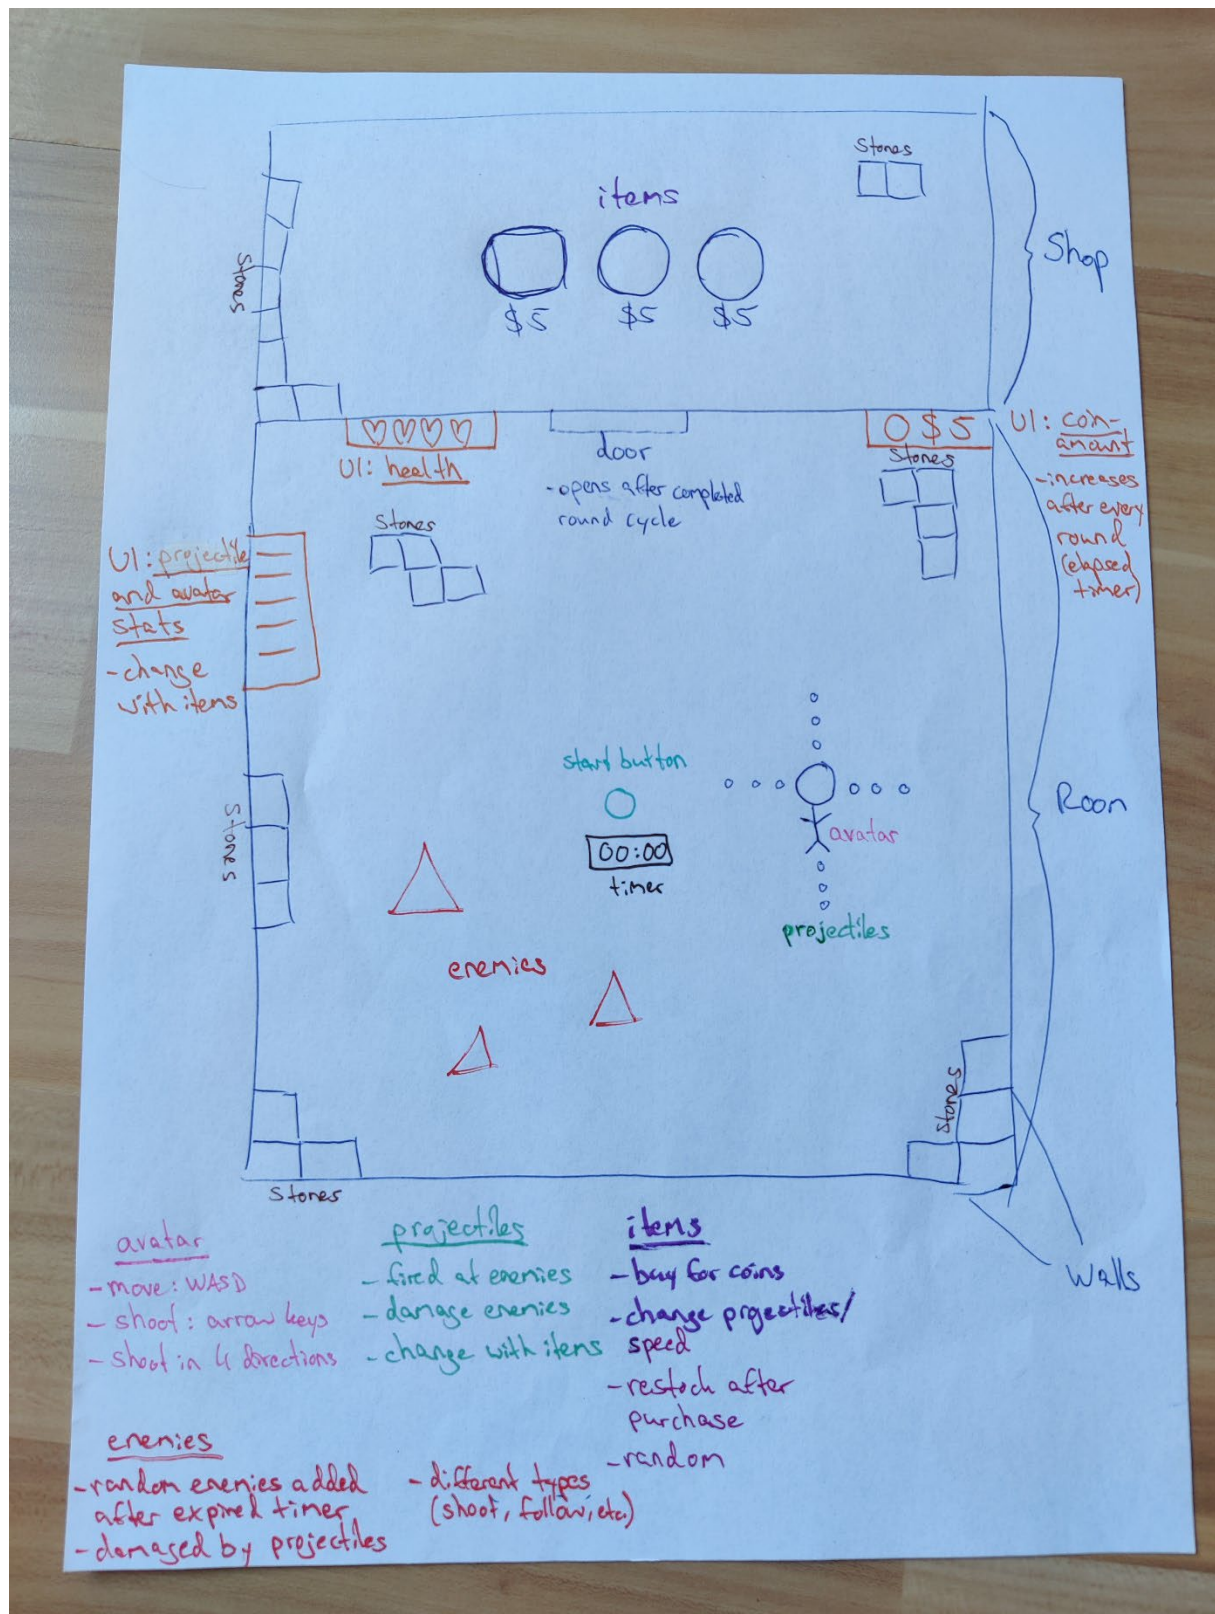 Stones
items
Shop
Stones
$5 $5 $5
UI: health
door
- opens after completed
round cycle
O $ 5
Stones
UI: coin-
amount
- increases
after every
round
(elapsed
timer)
Stones
UI: projectile
and avatar
stats
- change
with items
start button
00:00
timer
avatar
projectiles
Room
Stones
enemies
Stones
Stones
Walls
avatar
- move: WASD
- shoot: arrow keys
- shoot in 4 directions
projectiles
- fired at enemies
- damage enemies
- change with items
items
- buy for coins
- change projectiles/
speed
- restock after
purchase
- random
enemies
- random enemies added
after expired timer
- damaged by projectiles
- different types
(shoot, follow, etc.)